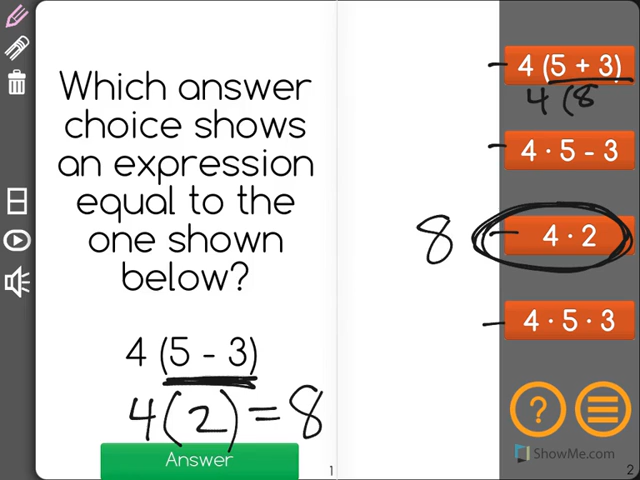 Which answer
choice shows
an expression
equal to the
one shown
below?
4 (5 - 3)
4(2)=8
Answer
1
4 (5 + 3)
4 (8
4 · 5 - 3
8
4 · 2
4 · 5 · 3
?
ShowMe.com
2